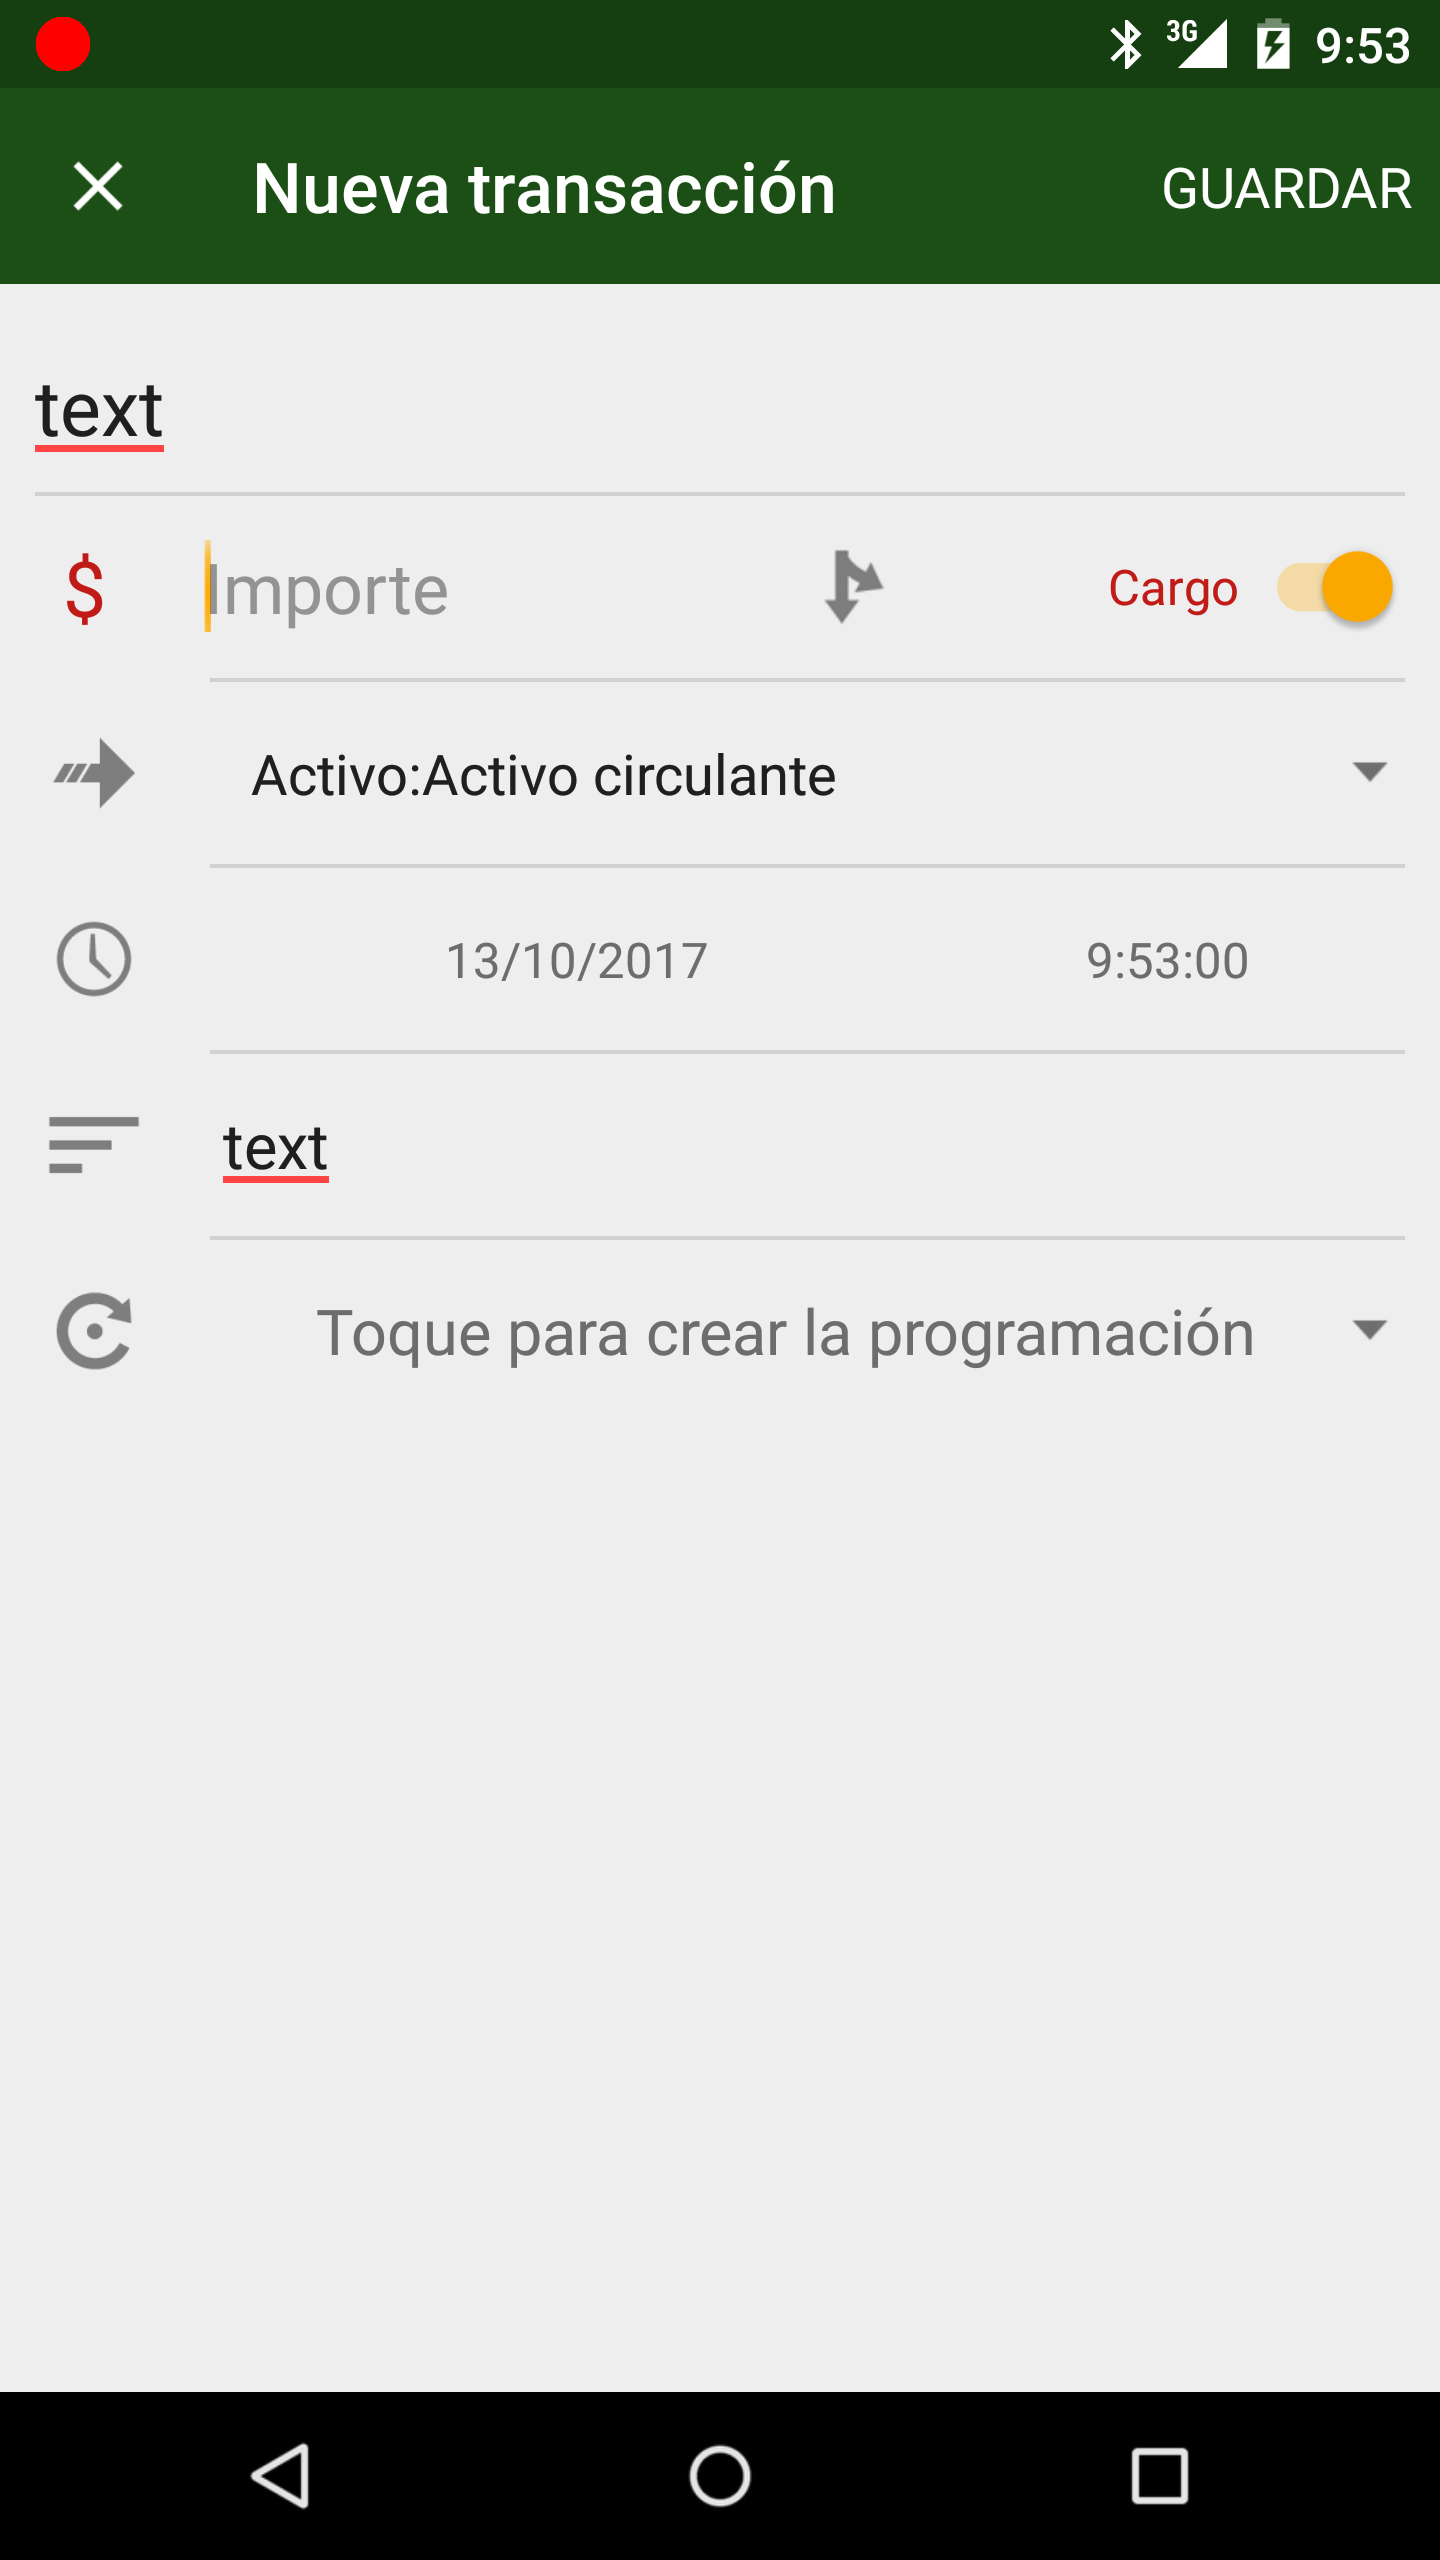 3G 9:53
Nueva transacción GUARDAR
text
$ Importe Cargo
Activo:Activo circulante
13/10/2017 9:53:00
text
Toque para crear la programación